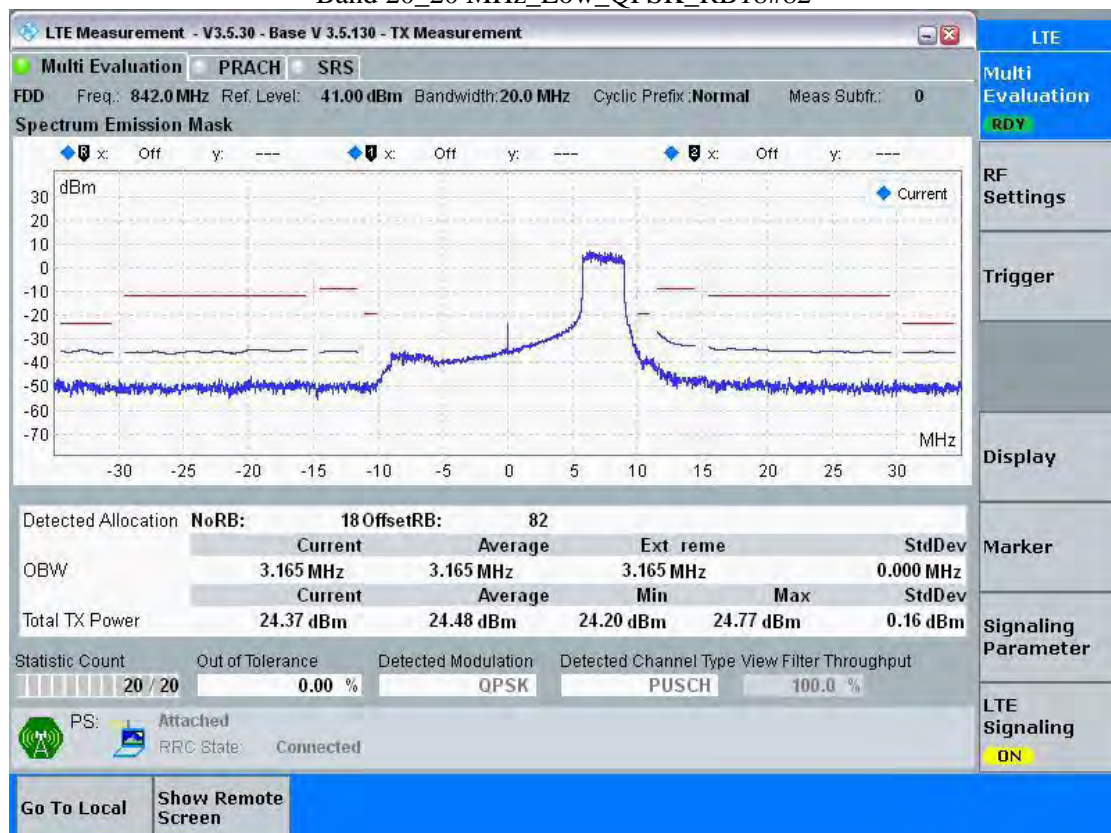 Band 20_20 MHz_Low_QPSK_RB18#82
LTE Measurement - V3.5.30 - Base V 3.5.130 - TX Measurement
LTE
Multi Evaluation PRACH SRS
Multi Evaluation
RDY
FDD Freq.: 842.0 MHz Ref. Level: 41.00 dBm Bandwidth: 20.0 MHz Cyclic Prefix : Normal Meas Subfr.: 0
Spectrum Emission Mask
R x: Off y: --- 1 x: Off y: --- 2 x: Off y: ---
RF Settings
dBm
Current
30
20
10
0
-10
-20
-30
-40
-50
-60
-70
MHz
-30 -25 -20 -15 -10 -5 0 5 10 15 20 25 30
Trigger
Display
Detected Allocation NoRB: 18 OffsetRB: 82
Current Average Ext reme StdDev
OBW 3.165 MHz 3.165 MHz 3.165 MHz 0.000 MHz
Current Average Min Max StdDev
Total TX Power 24.37 dBm 24.48 dBm 24.20 dBm 24.77 dBm 0.16 dBm
Marker
Signaling Parameter
Statistic Count Out of Tolerance Detected Modulation Detected Channel Type View Filter Throughput
20 / 20 0.00 % QPSK PUSCH 100.0 %
PS: Attached
RRC State: Connected
LTE Signaling
ON
Go To Local
Show Remote Screen